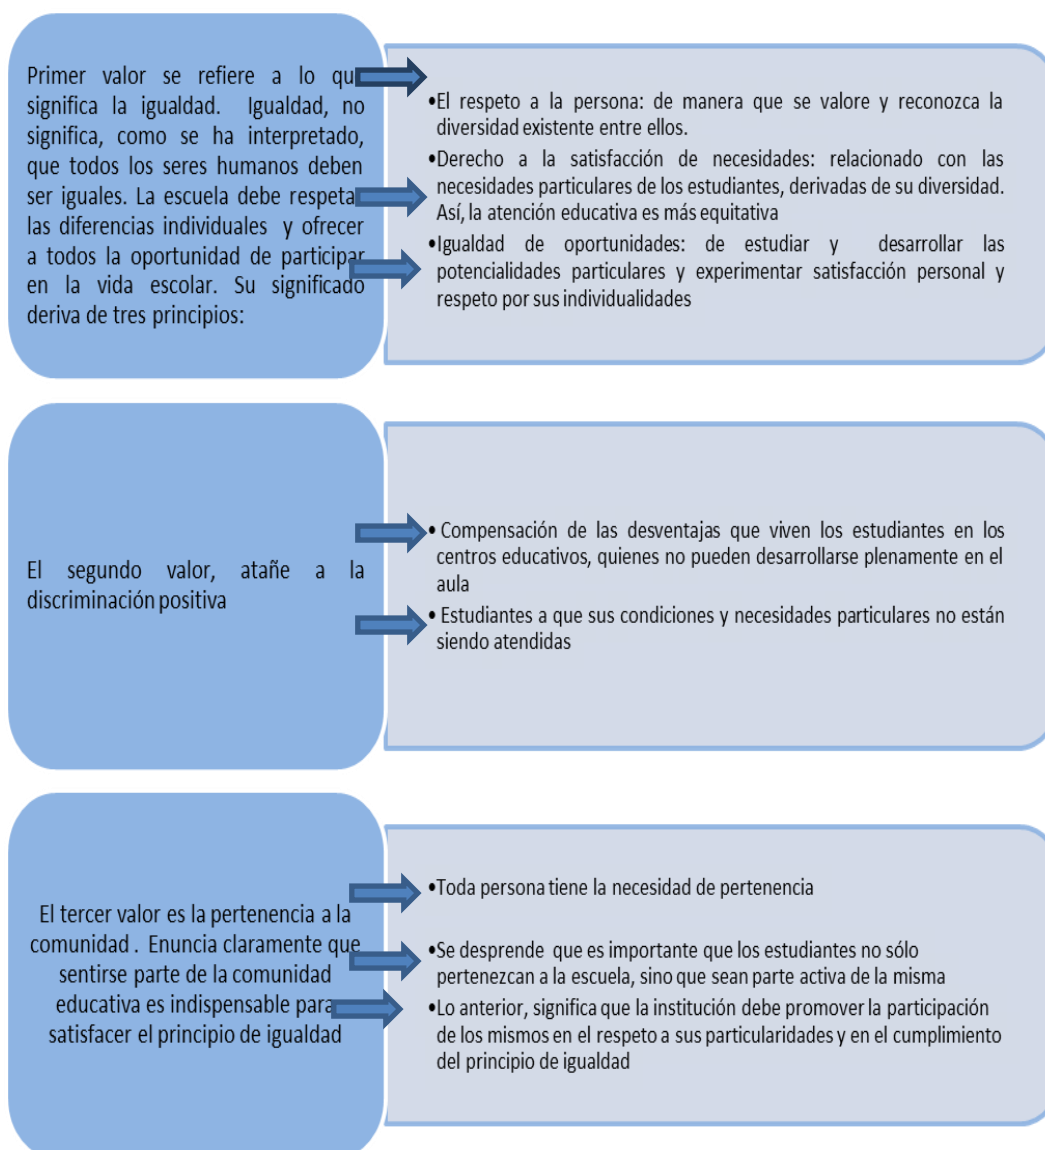 Primer valor se refiere a lo qu
significa la igualdad. Igualdad, no
significa, como se ha interpretado,
que todos los seres humanos deben
ser iguales. La escuela debe respeta
las diferencias individuales y ofrecer
a todos la oportunidad de participar
en la vida escolar. Su significado
deriva de tres principios:
•El respeto a la persona: de manera que se valore y reconozca la
diversidad existente entre ellos.
•Derecho a la satisfacción de necesidades: relacionado con las
necesidades particulares de los estudiantes, derivadas de su diversidad.
Así, la atención educativa es más equitativa
•Igualdad de oportunidades: de estudiar y desarrollar las
potencialidades particulares y experimentar satisfacción personal y
respeto por sus individualidades
El segundo valor, atañe a la
discriminación positiva
• Compensación de las desventajas que viven los estudiantes en los
centros educativos, quienes no pueden desarrollarse plenamente en el
aula
• Estudiantes a que sus condiciones y necesidades particulares no están
siendo atendidas
El tercer valor es la pertenencia a la
comunidad . Enuncia claramente que
sentirse parte de la comunidad
educativa es indispensable para
satisfacer el principio de igualdad
•Toda persona tiene la necesidad de pertenencia
•Se desprende que es importante que los estudiantes no sólo
pertenezcan a la escuela, sino que sean parte activa de la misma
•Lo anterior, significa que la institución debe promover la participación
de los mismos en el respeto a sus particularidades y en el cumplimiento
del principio de igualdad